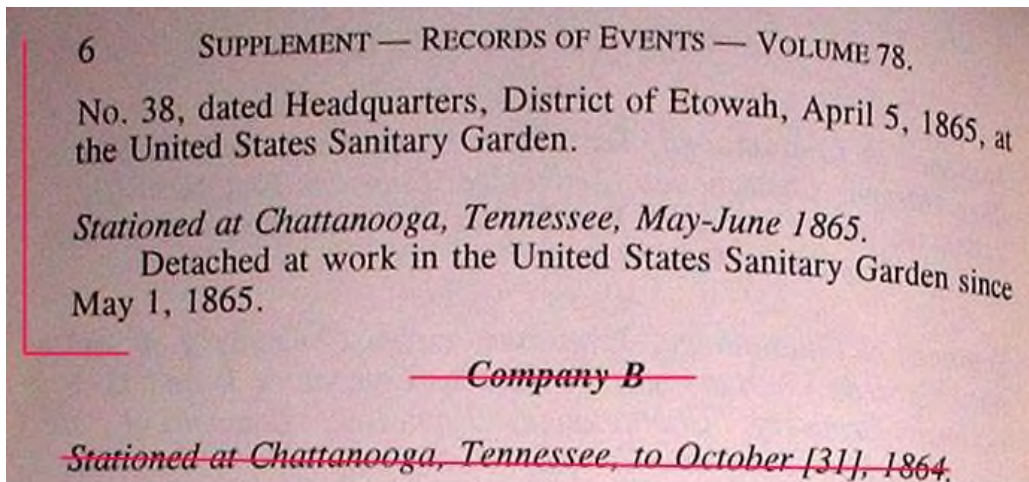 6 SUPPLEMENT — RECORDS OF EVENTS — VOLUME 78.
No. 38, dated Headquarters, District of Etowah, April 5, 1865, at
the United States Sanitary Garden.
Stationed at Chattanooga, Tennessee, May-June 1865.
Detached at work in the United States Sanitary Garden since
May 1, 1865.
Company B
Stationed at Chattanooga, Tennessee, to October [31], 1864.